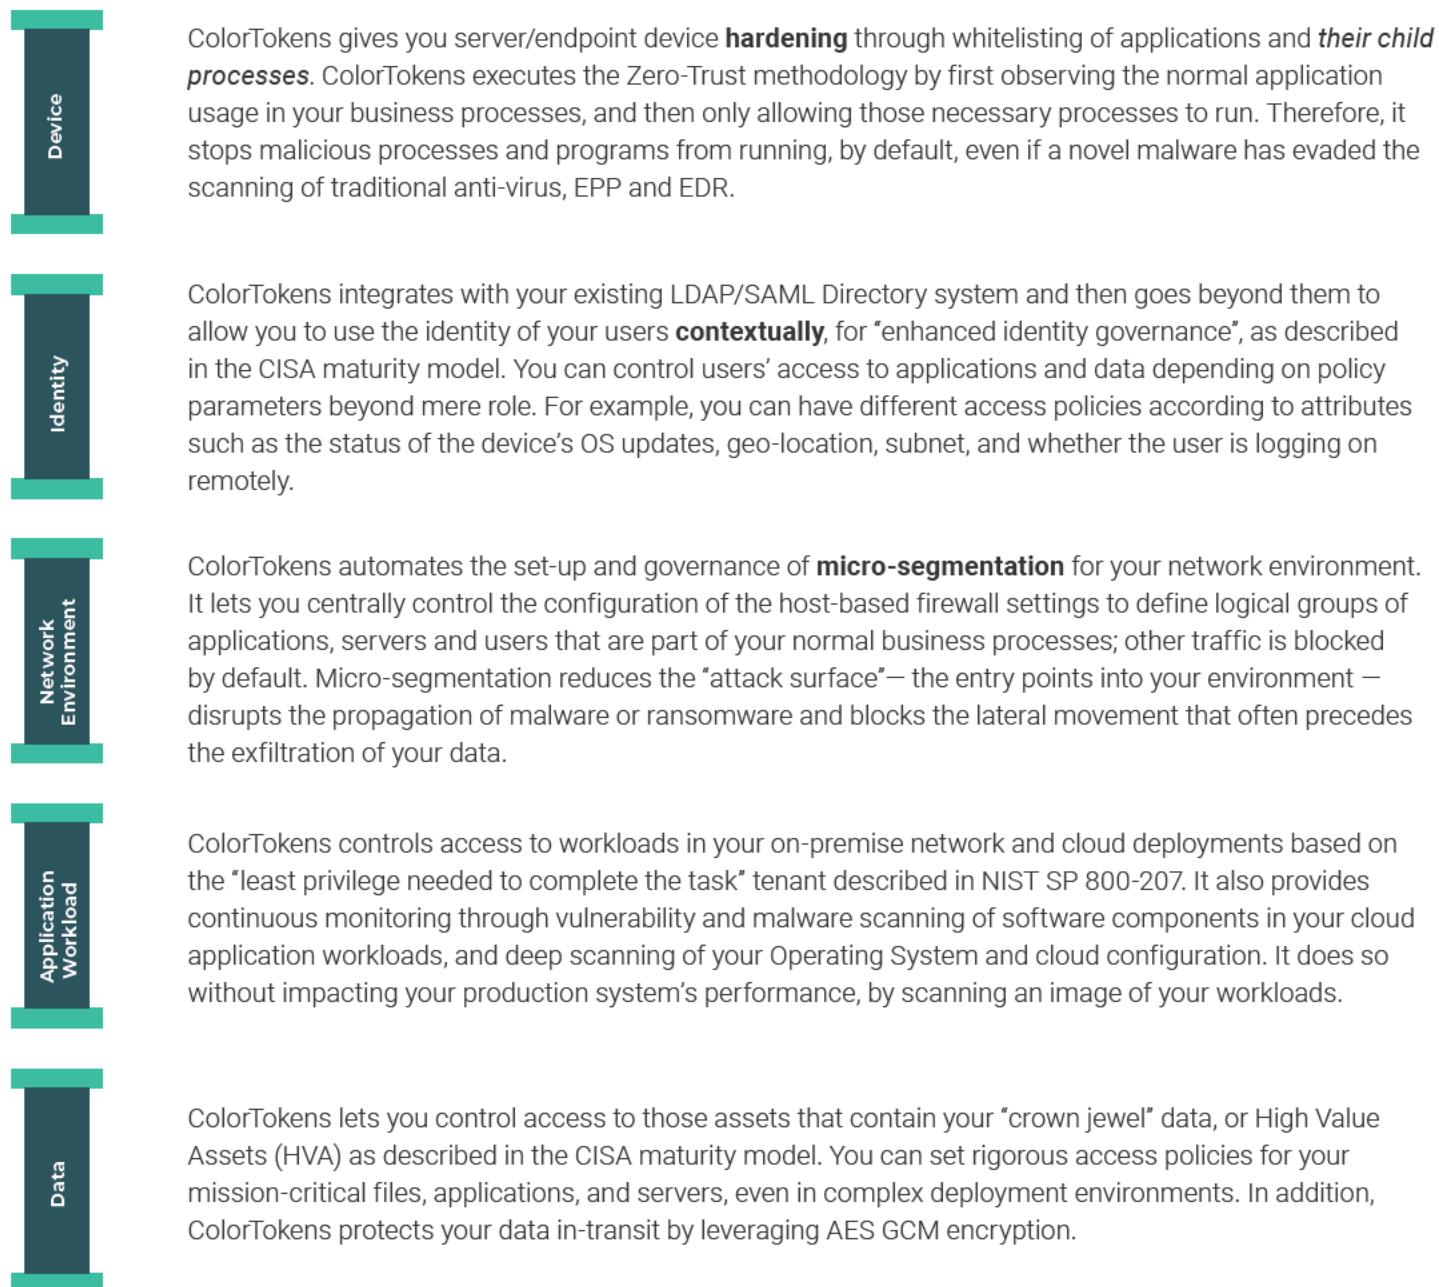 Device
ColorTokens gives you server/endpoint device hardening through whitelisting of applications and their child
processes. ColorTokens executes the Zero-Trust methodology by first observing the normal application
usage in your business processes, and then only allowing those necessary processes to run. Therefore, it
stops malicious processes and programs from running, by default, even if a novel malware has evaded the
scanning of traditional anti-virus, EPP and EDR.
Identity
ColorTokens integrates with your existing LDAP/SAML Directory system and then goes beyond them to
allow you to use the identity of your users contextually, for “enhanced identity governance”, as described
in the CISA maturity model. You can control users’ access to applications and data depending on policy
parameters beyond mere role. For example, you can have different access policies according to attributes
such as the status of the device’s OS updates, geo-location, subnet, and whether the user is logging on
remotely.
Network
Environment
ColorTokens automates the set-up and governance of micro-segmentation for your network environment.
It lets you centrally control the configuration of the host-based firewall settings to define logical groups of
applications, servers and users that are part of your normal business processes; other traffic is blocked
by default. Micro-segmentation reduces the “attack surface”— the entry points into your environment —
disrupts the propagation of malware or ransomware and blocks the lateral movement that often precedes
the exfiltration of your data.
Application
Workload
ColorTokens controls access to workloads in your on-premise network and cloud deployments based on
the “least privilege needed to complete the task” tenant described in NIST SP 800-207. It also provides
continuous monitoring through vulnerability and malware scanning of software components in your cloud
application workloads, and deep scanning of your Operating System and cloud configuration. It does so
without impacting your production system’s performance, by scanning an image of your workloads.
Data
ColorTokens lets you control access to those assets that contain your “crown jewel” data, or High Value
Assets (HVA) as described in the CISA maturity model. You can set rigorous access policies for your
mission-critical files, applications, and servers, even in complex deployment environments. In addition,
ColorTokens protects your data in-transit by leveraging AES GCM encryption.